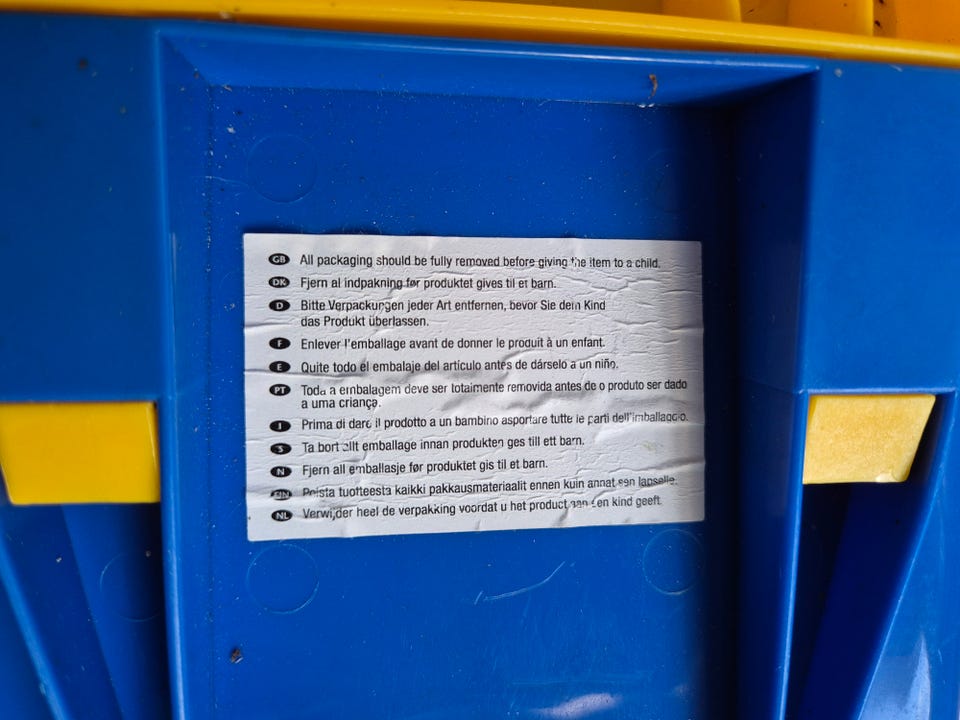 GB All packaging should be fully removed before giving the item to a child.
DK Fjern al indpakning før produktet gives til et barn.
D Bitte Verpackungen jeder Art entfernen, bevor Sie dem Kind
das Produkt überlassen.
F Enlever l'emballage avant de donner le produit à un enfant.
E Quite todo el embalaje del artículo antes de dárselo a un niño.
PT Toda a embalagem deve ser totalmente removida antes de o produto ser dado
a uma criança.
I Prima di dare il prodotto a un bambino asportare tutte le parti dell'imballaggio.
S Ta bort allt emballage innan produkten ges till ett barn.
N Fjern all emballasje før produktet gis til et barn.
FIN Poista tuotteesta kaikki pakkausmateriaalit ennen kuin annat sen lapselle.
NL Verwijder heel de verpakking voordat u het product aan een kind geeft.